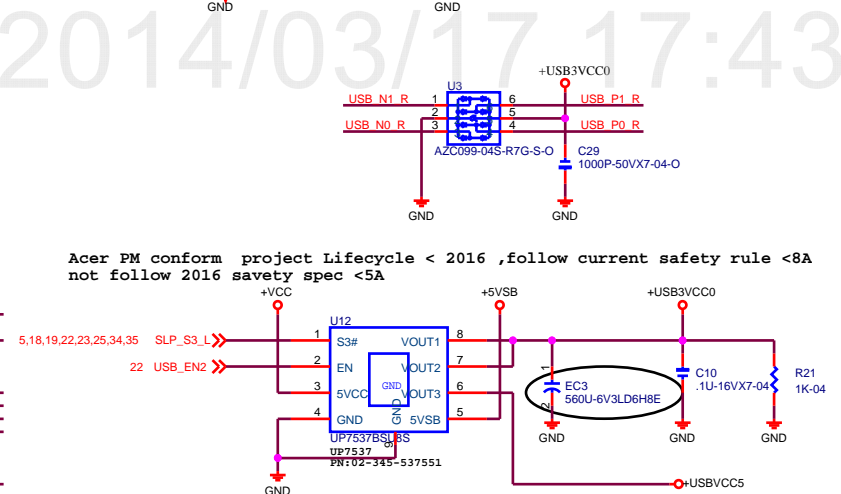 GND
GND
2014/03/17 17:43
+USB3VCC0
U3
USB_N1_R 1 6 USB_P1_R
2 5
USB_N0_R 3 4 USB_P0_R
AZC099-04S-R7G-S-O
C29
1000P-50VX7-04-O
GND
GND
Acer PM conform project Lifecycle < 2016 ,follow current safety rule <8A
not follow 2016 savety spec <5A
+VCC
+5VSB
+USB3VCC0
U12
5,18,19,22,23,25,34,35 SLP_S3_L 1 S3# VOUT1 8
22 USB_EN2 2 EN VOUT2 7
3 5VCC GND VOUT3 6
4 GND GND 5VSB 5
9
1
EC3
560U-6V3LD6H8E
2
C10
.1U-16VX7-04
R21
1K-04
UP7537BSU8S
UP7537
PN:02-345-537551
GND
GND
GND
GND
+USBVCC5